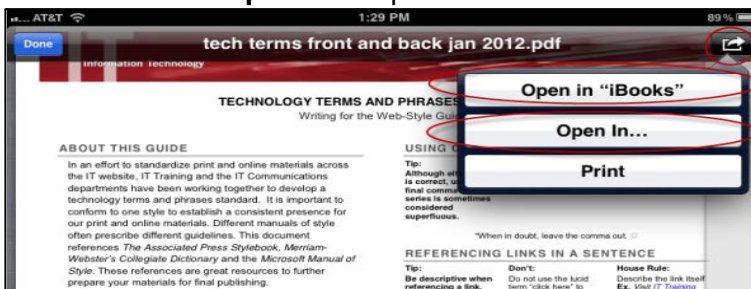 AT&T 1:29 PM 89%
Done tech terms front and back jan 2012.pdf
Information Technology
Open in “iBooks”
Open In...
Print
TECHNOLOGY TERMS AND PHRASES
Writing for the Web-Style
ABOUT THIS GUIDE
In an effort to standardize print and online materials across
the IT website, IT Training and the IT Communications
departments have been working together to develop a
technology terms and phrases standard. It is important to
conform to one style to establish a consistent presence for
our print and online materials. Different manuals of style
often prescribe different guidelines. This document
references The Associated Press Stylebook, Merriam-
Webster's Collegiate Dictionary and the Microsoft Manual of
Style. These references are great resources to further
prepare your materials for final publishing.
USING
Tip:
Although
is correct,
final comma
series is sometimes
considered
superfluous.
"When in doubt, leave the comma out.
REFERENCING LINKS IN A SENTENCE
Tip:
Be descriptive when
referencing a link.
Don't:
Do not use the lucid
term "click here" to
House Rule:
Describe the link itself
Ex. Visit IT Training